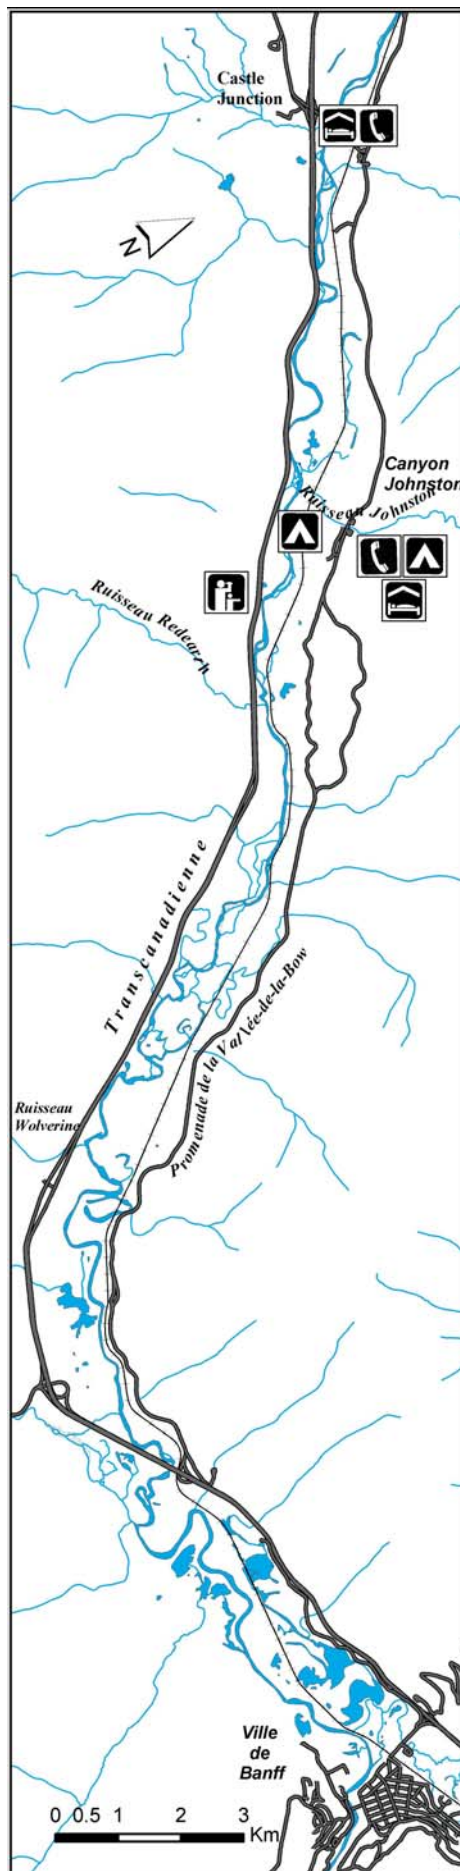 Castle
Junction
N
Canyon
Johnston
Ruisseau Johnston
Ruisseau Redearth
Transcanadienne
Promenade de la Vallée-de-la-Bow
Ruisseau
Wolverine
Ville
de
Banff
0 0.5 1 2 3
Km